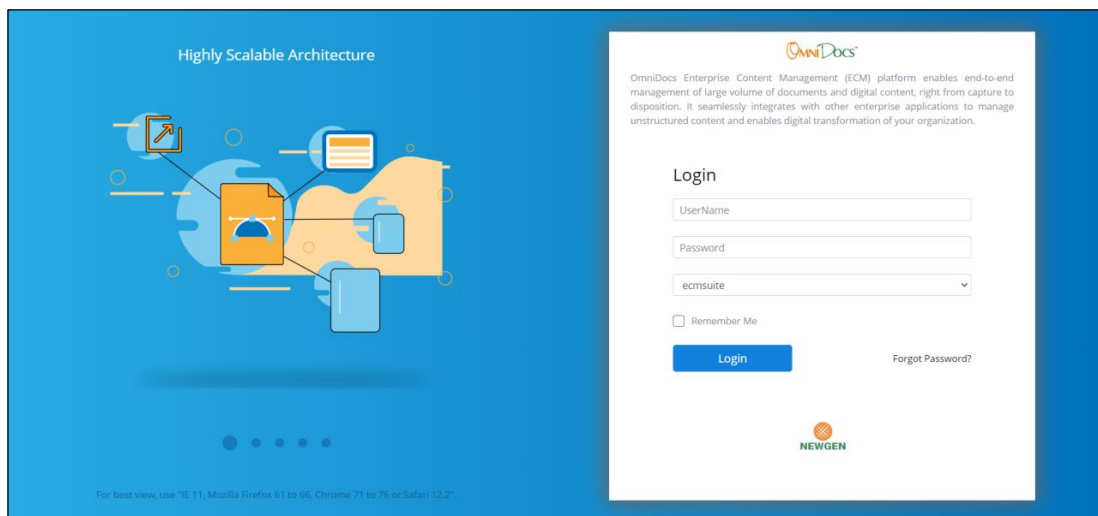 Highly Scalable Architecture
For best view, use "IE 11, Mozilla Firefox 61 to 66, Chrome 71 to 76 or Safari 12.2".
OMNIDOCS™
OmniDocs Enterprise Content Management (ECM) platform enables end-to-end
management of large volume of documents and digital content, right from capture to
disposition. It seamlessly integrates with other enterprise applications to manage
unstructured content and enables digital transformation of your organization.
Login
UserName
Password
ecmsuite
Remember Me
Login
Forgot Password?
NEWGEN